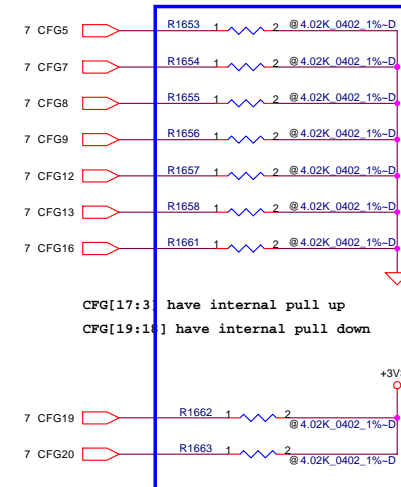 7 CFG5 R1653 1 2 @4.02K_0402_1%~D
7 CFG7 R1654 1 2 @4.02K_0402_1%~D
7 CFG8 R1655 1 2 @4.02K_0402_1%~D
7 CFG9 R1656 1 2 @4.02K_0402_1%~D
7 CFG12 R1657 1 2 @4.02K_0402_1%~D
7 CFG13 R1658 1 2 @4.02K_0402_1%~D
7 CFG16 R1661 1 2 @4.02K_0402_1%~D
CFG[17:3] have internal pull up
CFG[19:18] have internal pull down
7 CFG19 R1662 1 2 @4.02K_0402_1%~D
7 CFG20 R1663 1 2 @4.02K_0402_1%~D